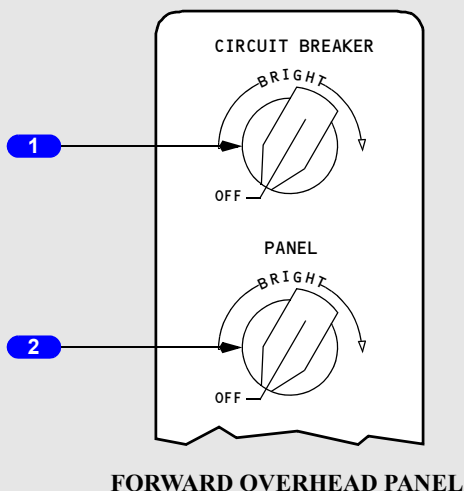 CIRCUIT BREAKER
BRIGHT
1
OFF
PANEL
BRIGHT
2
OFF
FORWARD OVERHEAD PANEL